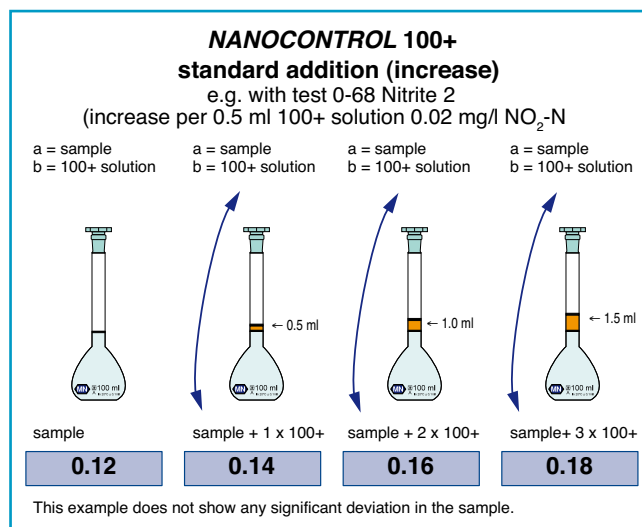 NANOCONTROL 100+
standard addition (increase)
e.g. with test 0-68 Nitrite 2
(increase per 0.5 ml 100+ solution 0.02 mg/l NO₂-N
a = sample
b = 100+ solution
a = sample
b = 100+ solution
a = sample
b = 100+ solution
a = sample
b = 100+ solution
← 0.5 ml
← 1.0 ml
← 1.5 ml
MN 100 ml
MN 100 ml
MN 100 ml
MN 100 ml
sample
sample + 1 x 100+
sample + 2 x 100+
sample+ 3 x 100+
0.12
0.14
0.16
0.18
This example does not show any significant deviation in the sample.